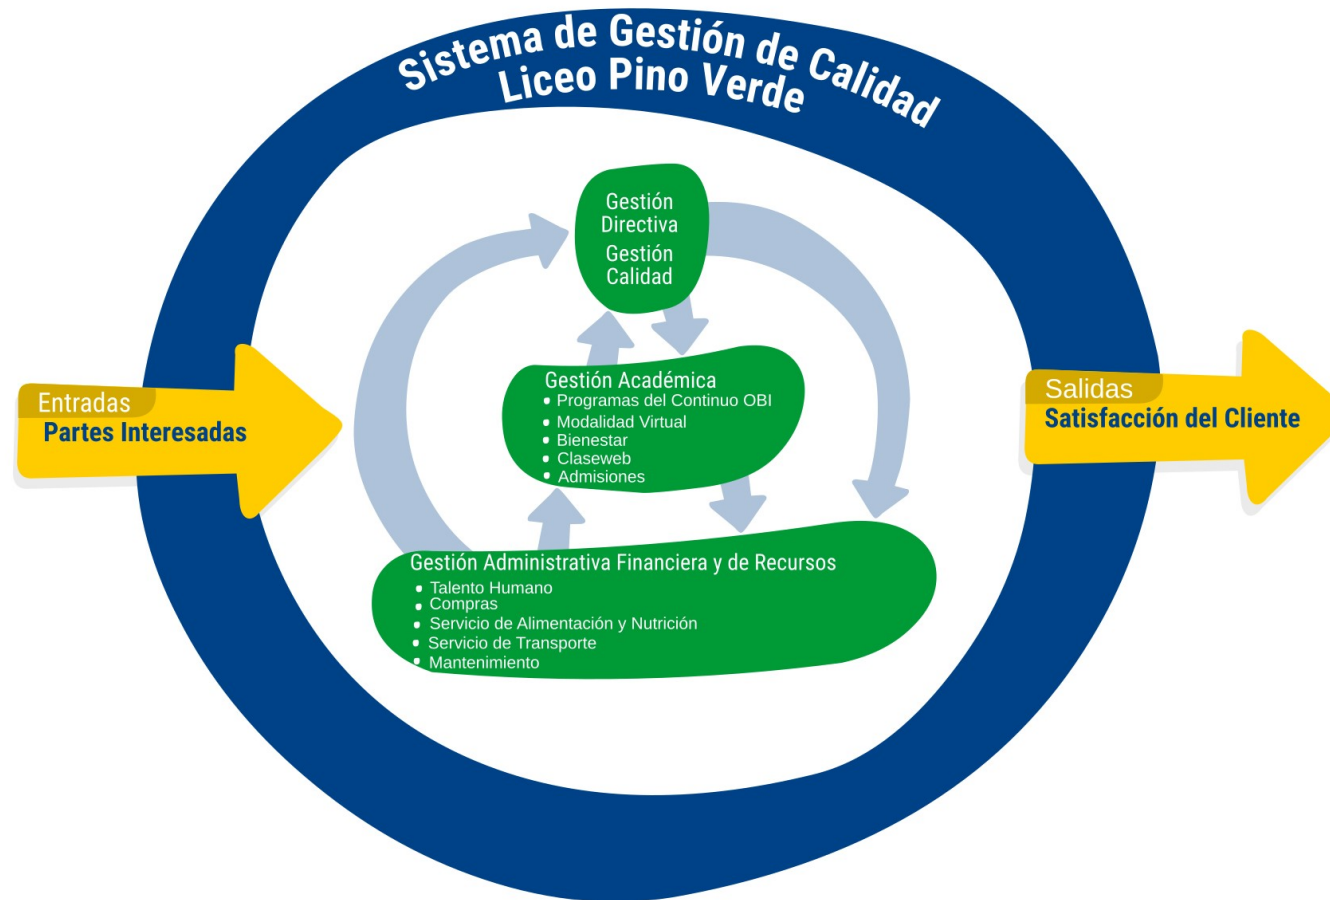 Sistema de Gestión de Calidad
Liceo Pino Verde
Gestión
Directiva
Gestión
Calidad
Entradas
Partes Interesadas
Gestión Académica
Programas del Continuo OBI
Modalidad Virtual
Bienestar
Claseweb
Admisiones
Salidas
Satisfacción del Cliente
Gestión Administrativa Financiera y de Recursos
Talento Humano
Compras
Servicio de Alimentación y Nutrición
Servicio de Transporte
Mantenimiento